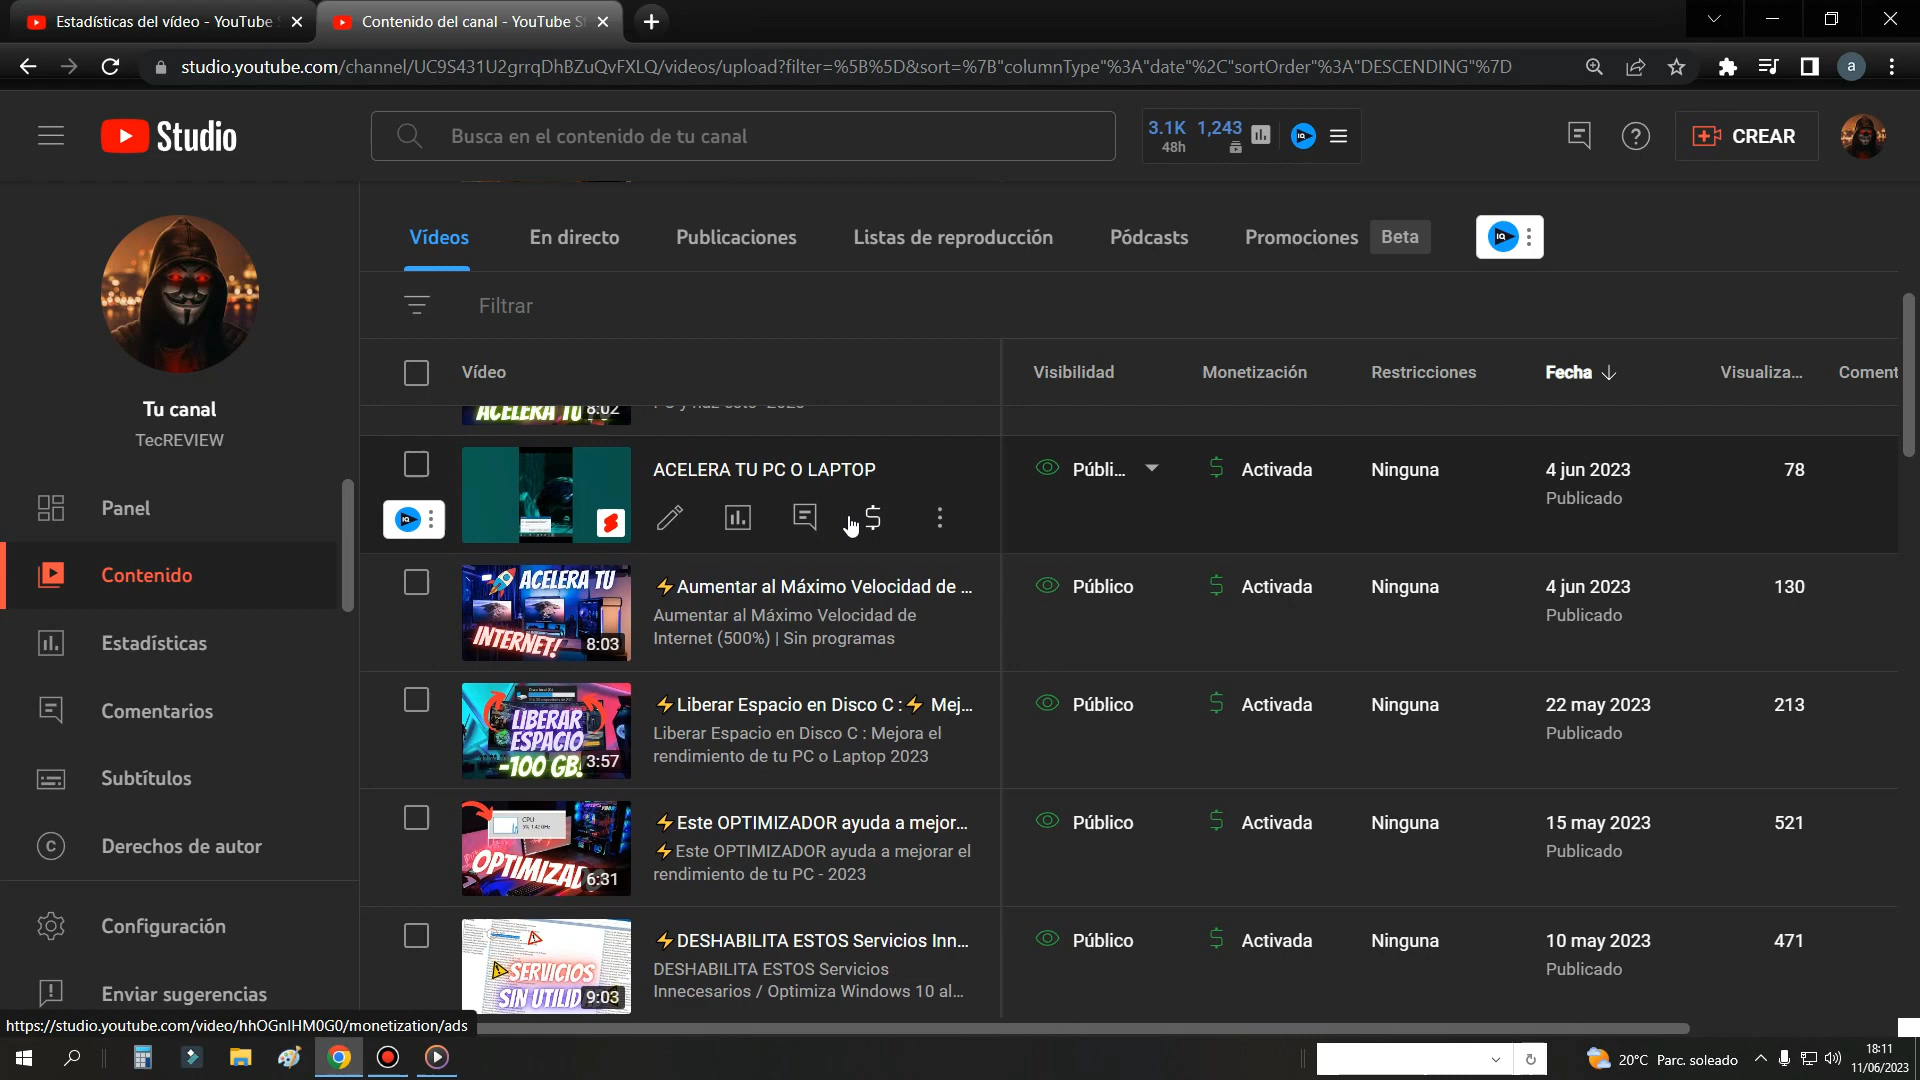 Estadísticas del vídeo - YouTube
Contenido del canal - YouTube St
studio.youtube.com/channel/UC9S431U2grrqDhBZuQvFXLQ/videos/upload?filter=%5B%5D&sort=%7B"columnType"%3A"date"%2C"sortOrder"%3A"DESCENDING"%7D
a
Studio
Busca en el contenido de tu canal
3.1K 1,243
48h
IQ
CREAR
Vídeos En directo Publicaciones Listas de reproducción Pódcasts Promociones Beta
IQ
Tu canal
TecREVIEW
Panel
Contenido
Estadísticas
Comentarios
Subtítulos
Derechos de autor
Configuración
Enviar sugerencias
Filtrar
Vídeo Visibilidad Monetización Restricciones Fecha Visualiza... Coment
ACELERA TU 8:02
ACELERA TU PC O LAPTOP
IQ
Públi... Activada Ninguna 4 jun 2023 78
Publicado
ACELERA TU
INTERNET! 8:03
⚡Aumentar al Máximo Velocidad de ...
Aumentar al Máximo Velocidad de
Internet (500%) | Sin programas
Público Activada Ninguna 4 jun 2023 130
Publicado
LIBERAR
ESPACIO
-100 GB! 3:57
⚡Liberar Espacio en Disco C :⚡ Mej...
Liberar Espacio en Disco C : Mejora el
rendimiento de tu PC o Laptop 2023
Público Activada Ninguna 22 may 2023 213
Publicado
CPU
OPTIMIZAD 6:31
⚡Este OPTIMIZADOR ayuda a mejor...
⚡Este OPTIMIZADOR ayuda a mejorar el
rendimiento de tu PC - 2023
Público Activada Ninguna 15 may 2023 521
Publicado
SERVICIOS
SIN UTILID 9:03
⚡DESHABILITA ESTOS Servicios Inn...
DESHABILITA ESTOS Servicios
Innecesarios / Optimiza Windows 10 al...
Público Activada Ninguna 10 may 2023 471
Publicado
https://studio.youtube.com/video/hhOGnIHM0G0/monetization/ads
20°C Parc. soleado
18:11
11/06/2023